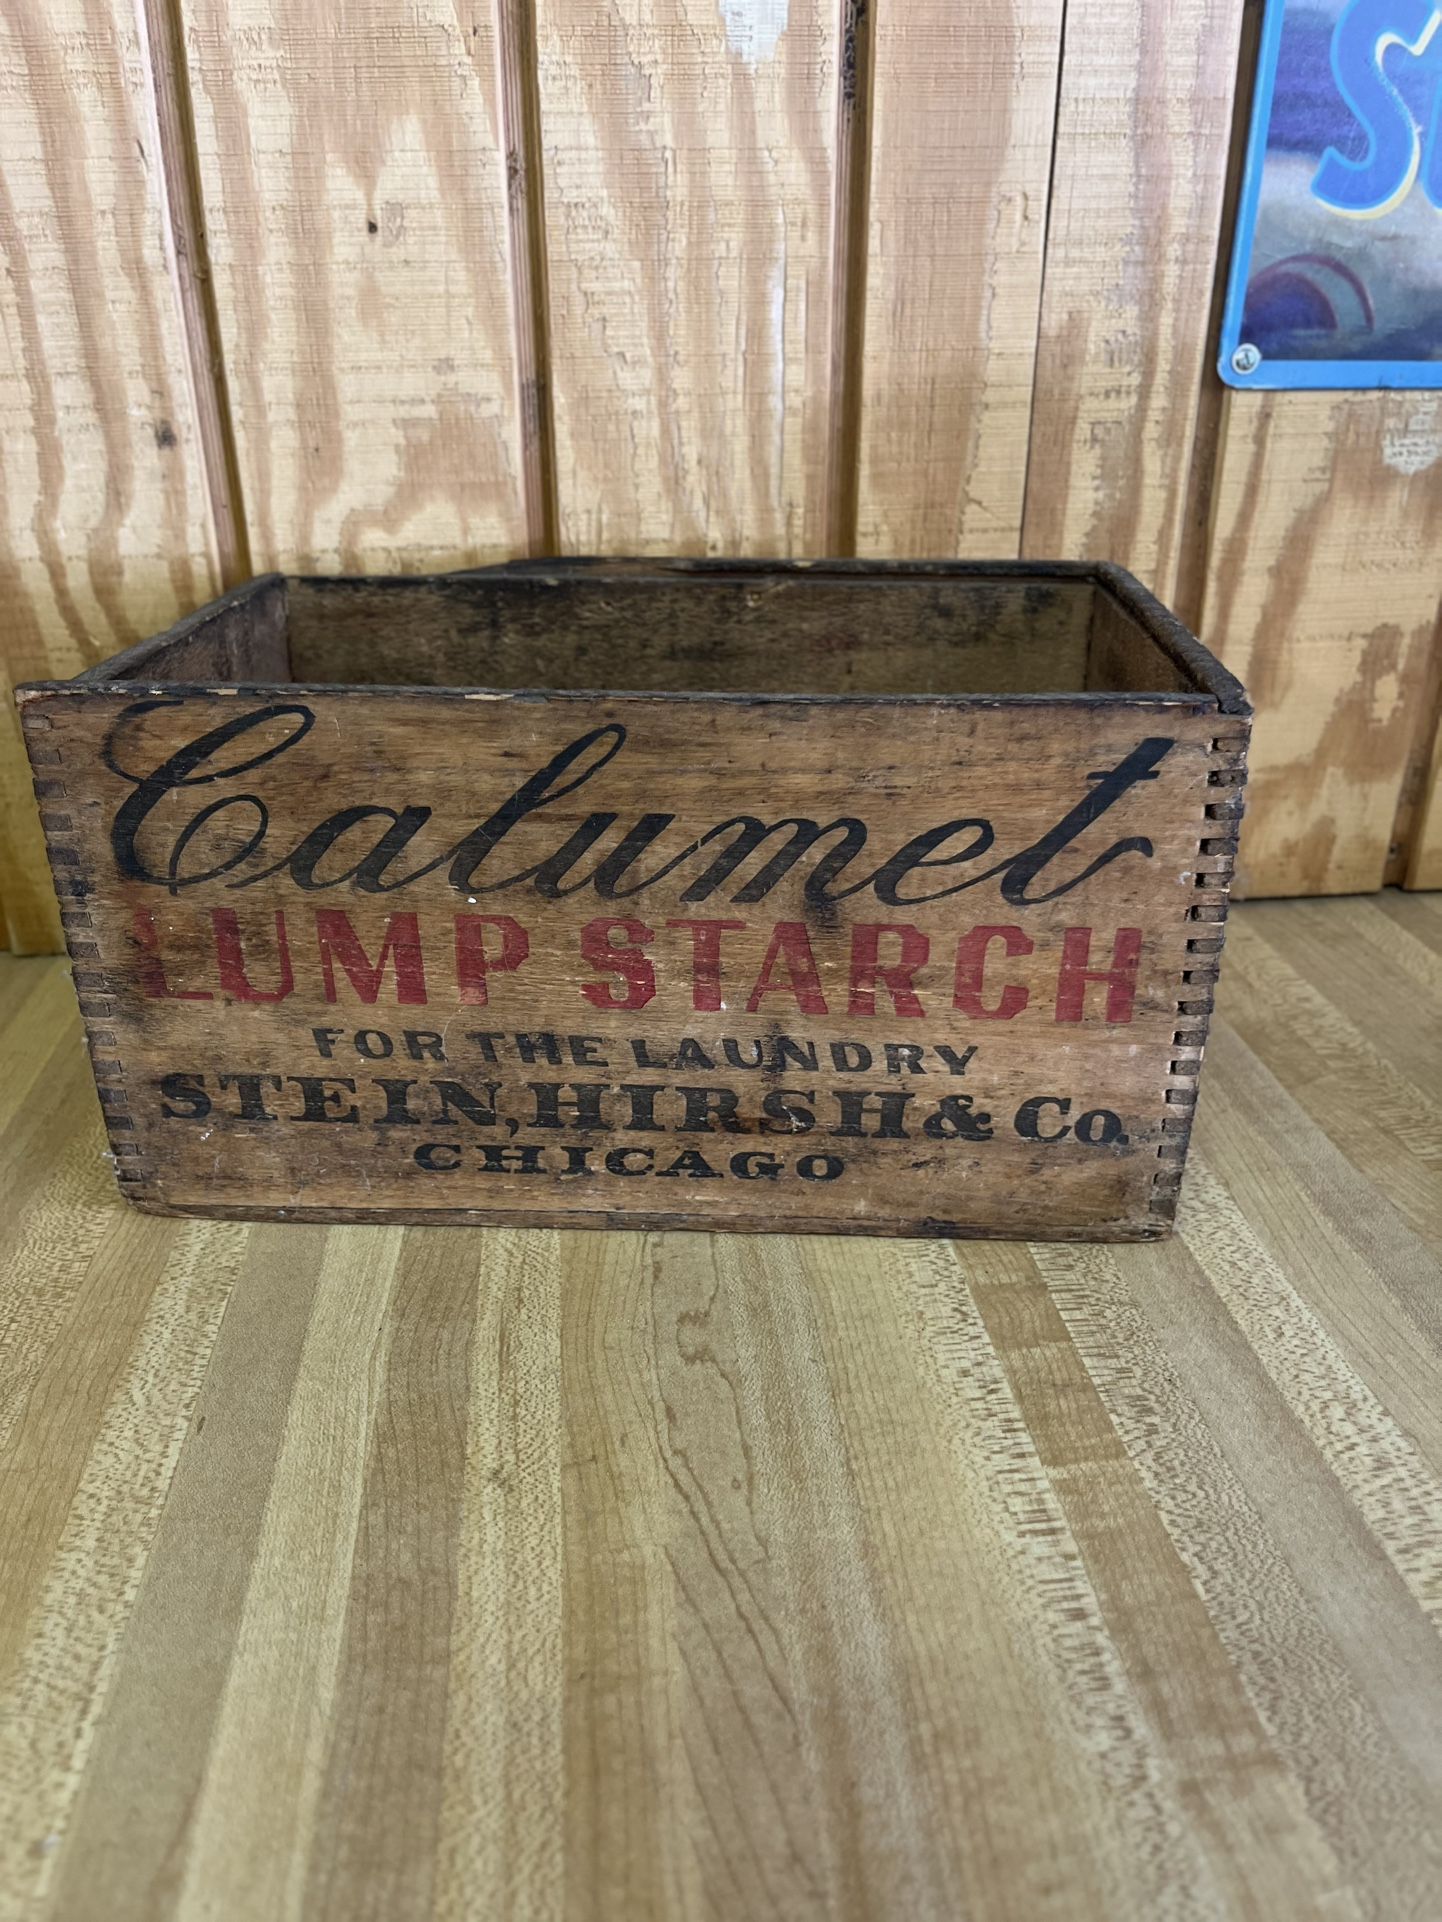 Calumet
LUMP STARCH
FOR THE LAUNDRY
STEIN, HIRSH & Co.
CHICAGO